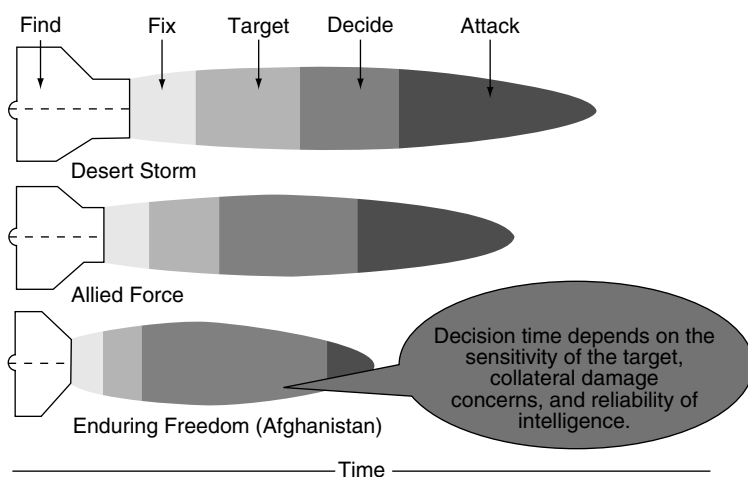 Find
Fix
Target
Decide
Attack
Desert Storm
Allied Force
Decision time depends on the
sensitivity of the target,
collateral damage
concerns, and reliability of
intelligence.
Enduring Freedom (Afghanistan)
Time